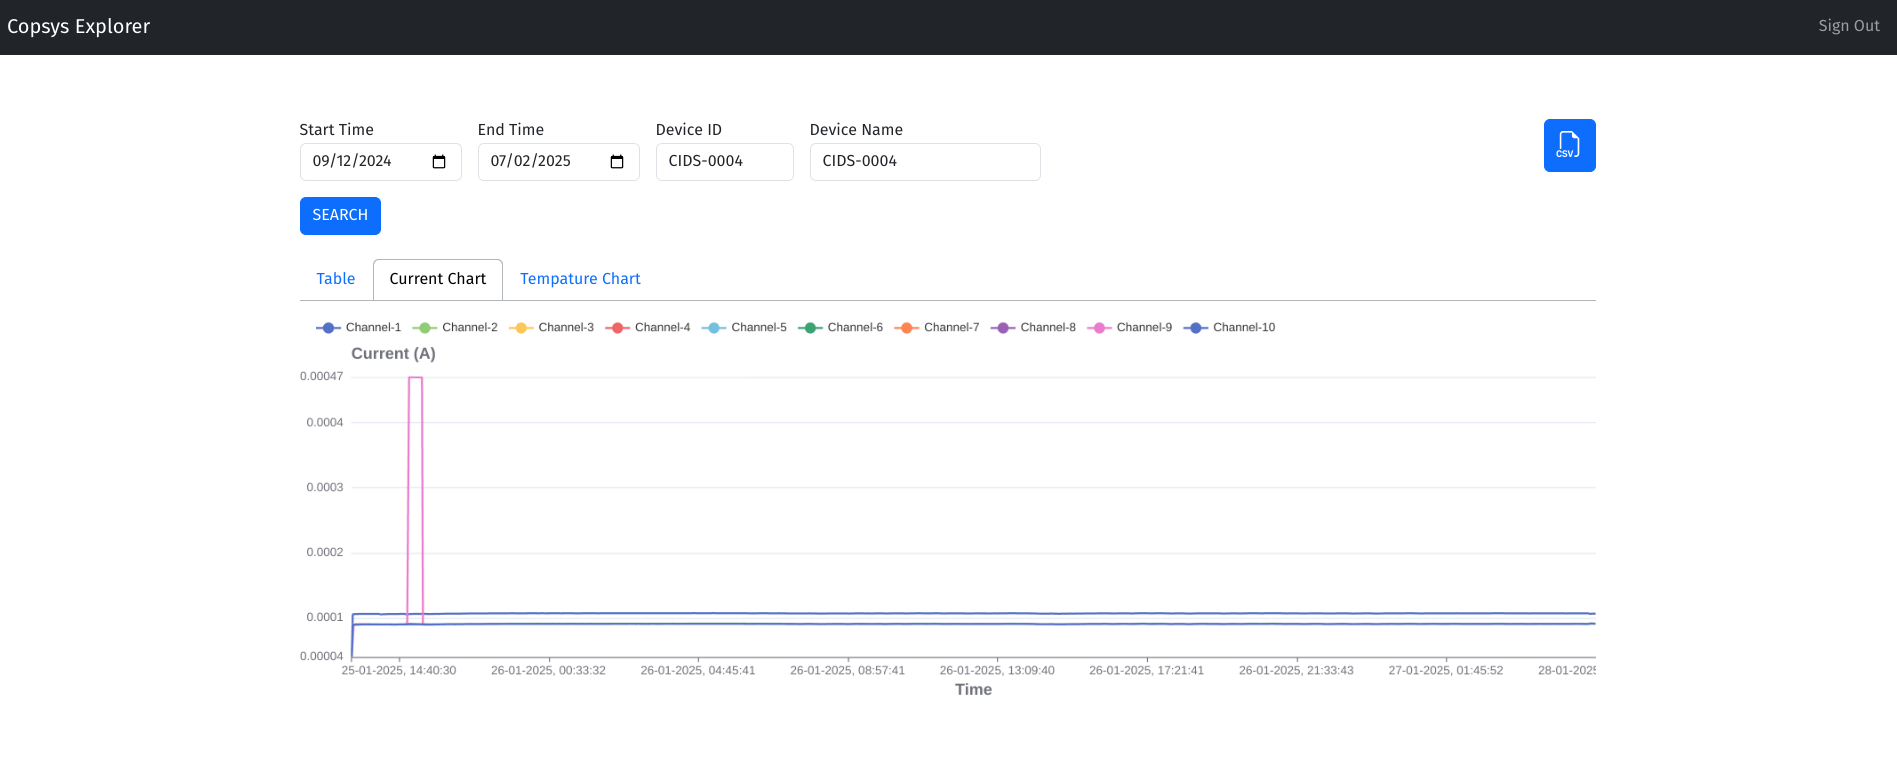 Copsys Explorer
Sign Out
Start Time
End Time
Device ID
Device Name
09/12/2024
07/02/2025
CIDS-0004
CIDS-0004
CSV
SEARCH
Table
Current Chart
Tempature Chart
Channel-1
Channel-2
Channel-3
Channel-4
Channel-5
Channel-6
Channel-7
Channel-8
Channel-9
Channel-10
Current (A)
0.00047
0.0004
0.0003
0.0002
0.0001
0.00004
25-01-2025, 14:40:30
26-01-2025, 00:33:32
26-01-2025, 04:45:41
26-01-2025, 08:57:41
26-01-2025, 13:09:40
26-01-2025, 17:21:41
26-01-2025, 21:33:43
27-01-2025, 01:45:52
28-01-2025
Time